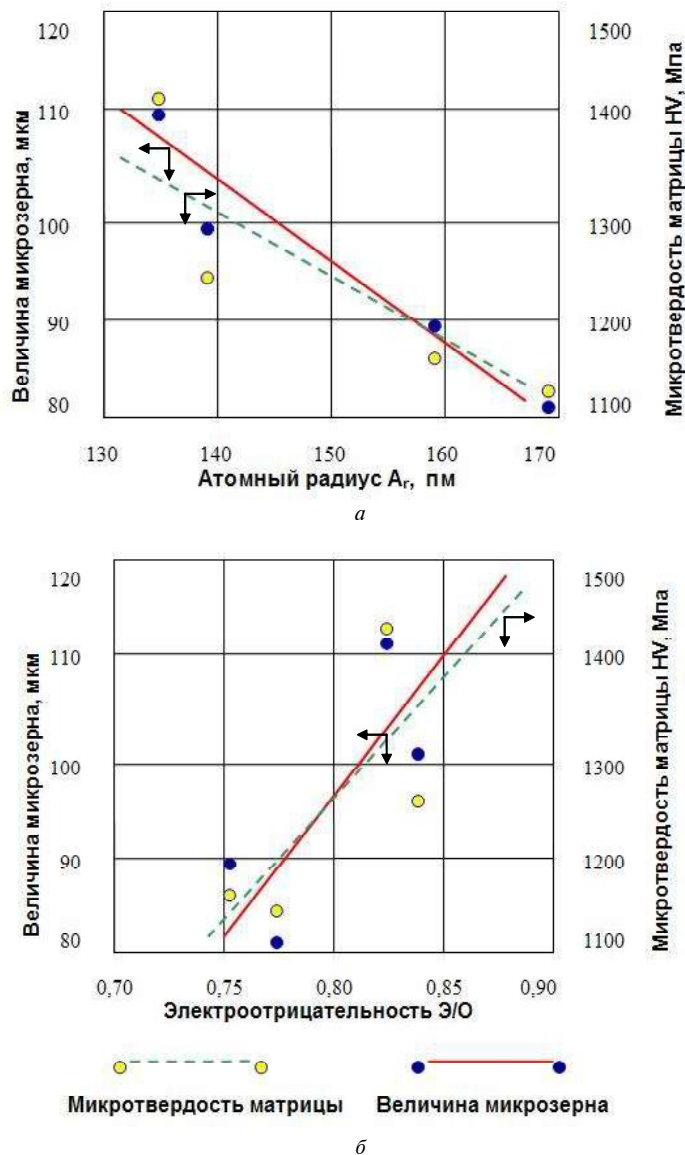 120
110
100
90
80
Величина микрозерна, мкм
1500
1400
1300
1200
1100
Микротвердость матрицы HV, Мпа
130 140 150 160 170
Атомный радиус Aг, пм
а
120
110
100
90
80
Величина микрозерна, мкм
1500
1400
1300
1200
1100
Микротвердость матрицы HV, Мпа
0,70 0,75 0,80 0,85 0,90
Электроотрицательность Э/О
Микротвердость матрицы Величина микрозерна
б